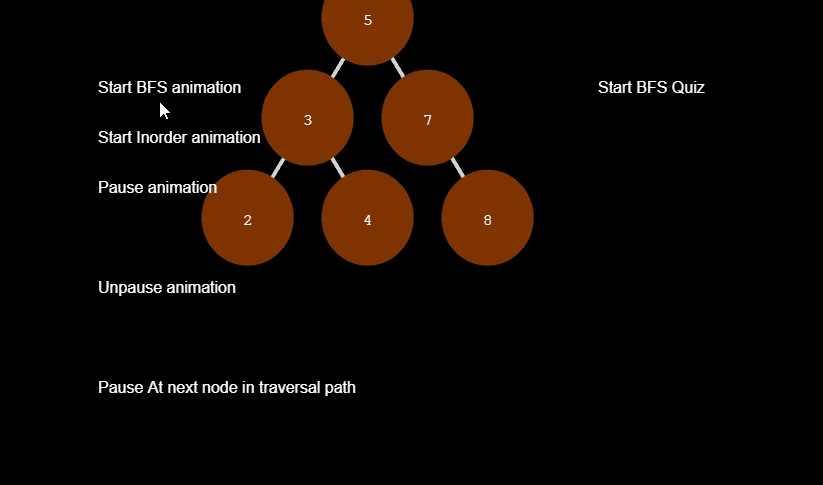 5
Start BFS animation
Start BFS Quiz
3
7
Start Inorder animation
Pause animation
2
4
8
Unpause animation
Pause At next node in traversal path